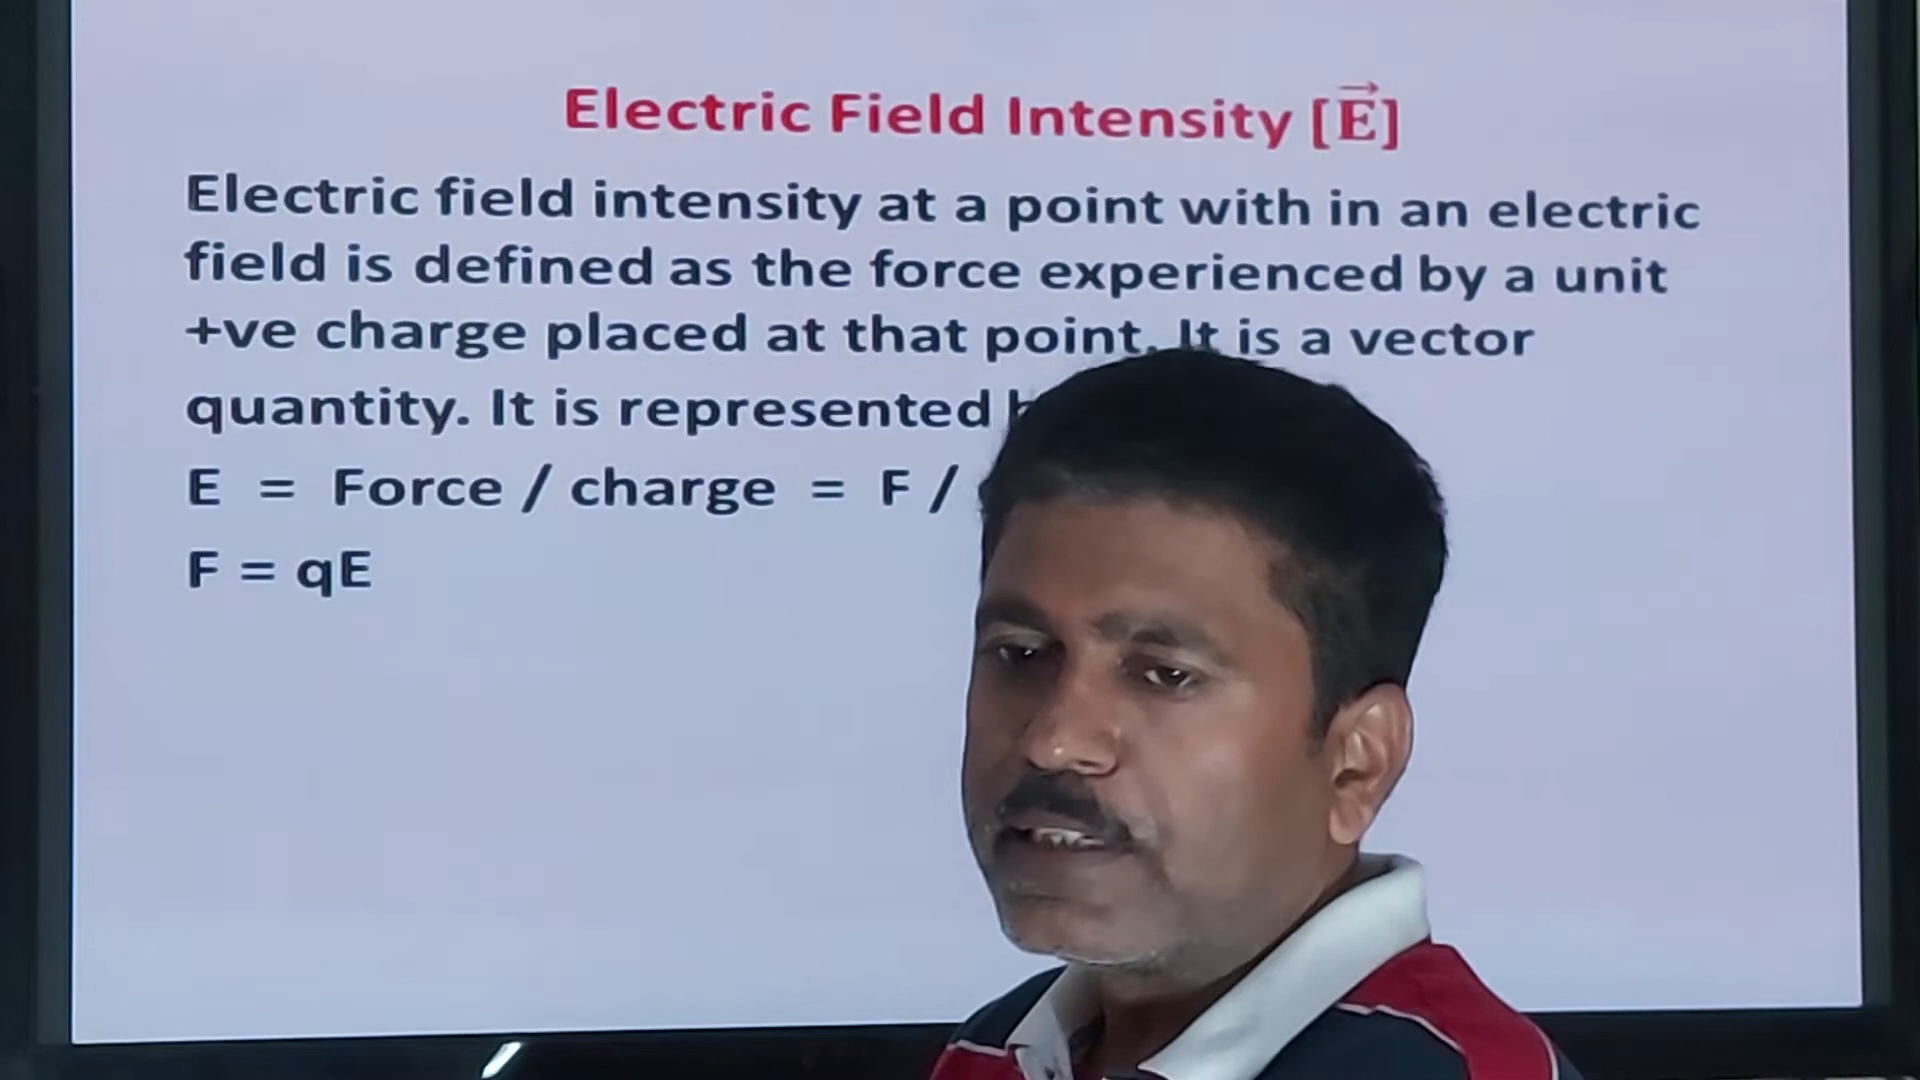 Electric Field Intensity [E⃗]
Electric field intensity at a point with in an electric
field is defined as the force experienced by a unit
+ve charge placed at that point. It is a vector
quantity. It is represented
E = Force / charge = F /
F = qE